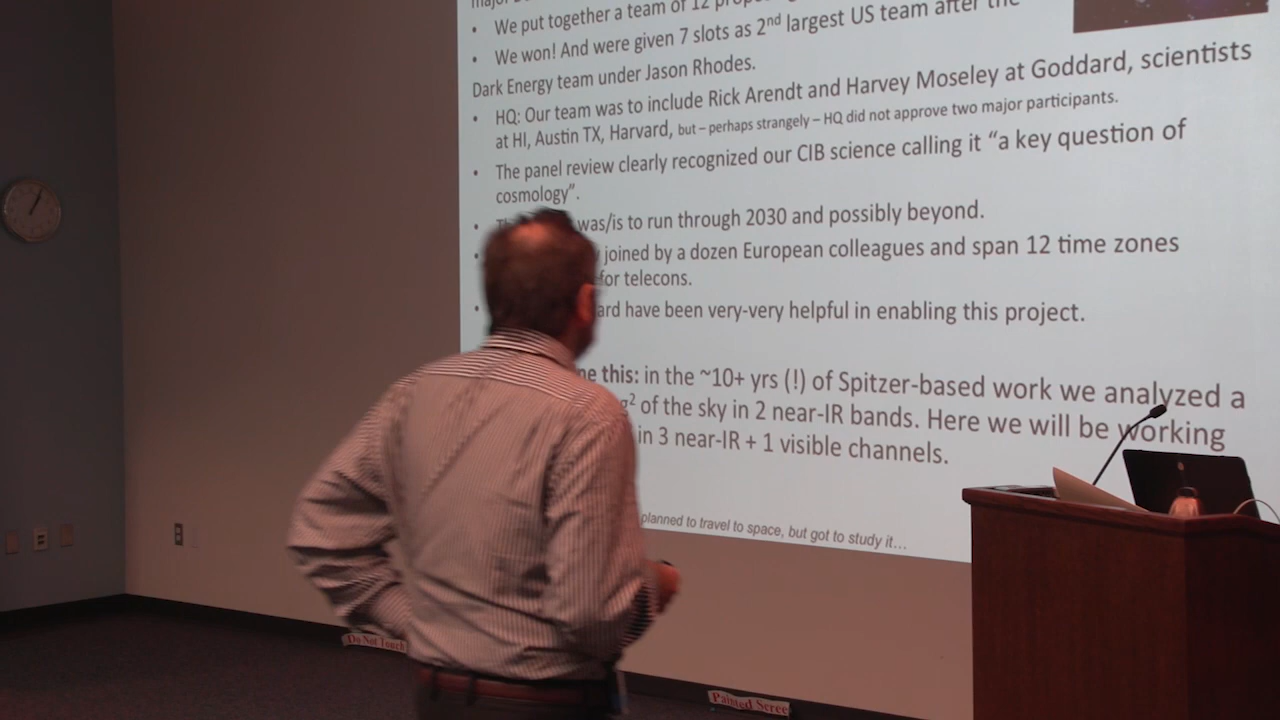 We put together a team of 12
• We won! And were given 7 slots as 2nd largest US team after the
Dark Energy team under Jason Rhodes.
• HQ: Our team was to include Rick Arendt and Harvey Moseley at Goddard, scientists
at HI, Austin TX, Harvard, but – perhaps strangely – HQ did not approve two major participants.
• The panel review clearly recognized our CIB science calling it “a key question of
cosmology”.
• was/is to run through 2030 and possibly beyond.
• joined by a dozen European colleagues and span 12 time zones
for telecons.
• have been very-very helpful in enabling this project.
this: in the ~10+ yrs (!) of Spitzer-based work we analyzed a
of the sky in 2 near-IR bands. Here we will be working
in 3 near-IR + 1 visible channels.
planned to travel to space, but got to study it…
Do Not Touch
Painted